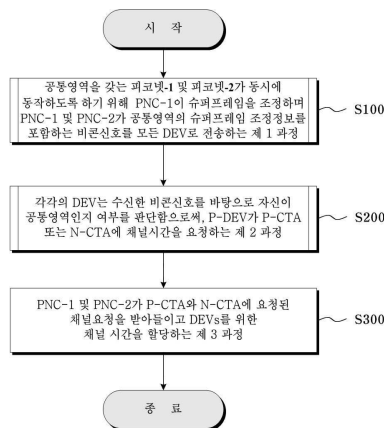 시 작
공통영역을 갖는 피코넷-1 및 피코넷-2가 동시에
동작하도록 하기 위해 PNC-1이 슈퍼프레임을 조정하며
PNC-1 및 PNC-2가 공통영역의 슈퍼프레임 조정정보를
포함하는 비콘신호를 모든 DEV로 전송하는 제 1 과정
S100
각각의 DEV는 수신한 비콘신호를 바탕으로 자신이
공통영역인지 여부를 판단함으로써, P-DEV가 P-CTA
또는 N-CTA에 채널시간을 요청하는 제 2 과정
S200
PNC-1 및 PNC-2가 P-CTA와 N-CTA에 요청된
채널요청을 받아들이고 DEVs를 위한
채널 시간을 할당하는 제 3 과정
S300
종 료